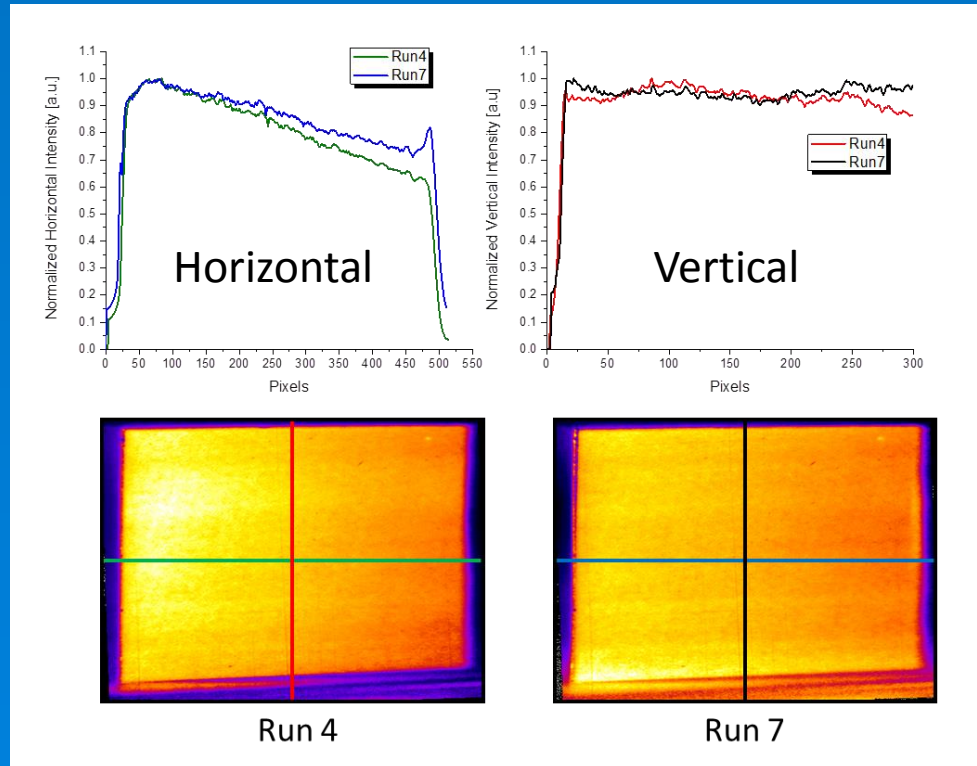 1.1
1.0
0.9
0.8
0.7
0.6
0.5
0.4
0.3
0.2
0.1
0.0
Normalized Horizontal Intensity [a.u.]
Run4
Run7
Horizontal
0 50 100 150 200 250 300 350 400 450 500 550
Pixels
1.1
1.0
0.9
0.8
0.7
0.6
0.5
0.4
0.3
0.2
0.1
0.0
Normalized Vertical Intensity [a.u]
Run4
Run7
Vertical
0 50 100 150 200 250 300
Pixels
Run 4
Run 7